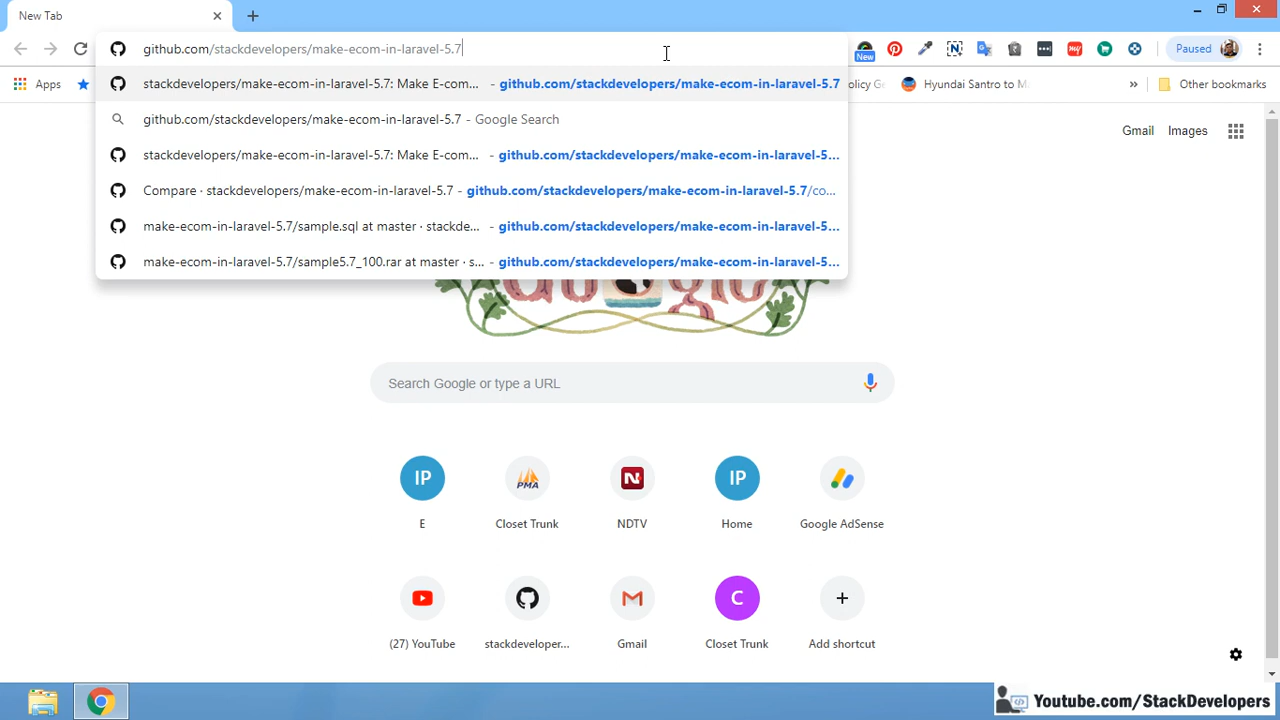 New Tab
github.com/stackdevelopers/make-ecom-in-laravel-5.7
New
Paused
Apps
stackdevelopers/make-ecom-in-laravel-5.7: Make E-com... - github.com/stackdevelopers/make-ecom-in-laravel-5.7
olicy Ge
Hyundai Santro to M
»
Other bookmarks
github.com/stackdevelopers/make-ecom-in-laravel-5.7 - Google Search
Gmail
Images
stackdevelopers/make-ecom-in-laravel-5.7: Make E-com... - github.com/stackdevelopers/make-ecom-in-laravel-5...
Compare · stackdevelopers/make-ecom-in-laravel-5.7 - github.com/stackdevelopers/make-ecom-in-laravel-5.7/co...
make-ecom-in-laravel-5.7/sample.sql at master · stackde... - github.com/stackdevelopers/make-ecom-in-laravel-5...
make-ecom-in-laravel-5.7/sample5.7_100.rar at master · s... - github.com/stackdevelopers/make-ecom-in-laravel-5...
Search Google or type a URL
IP
PMA
N
IP
E
Closet Trunk
NDTV
Home
Google AdSense
C
(27) YouTube
stackdeveloper...
Gmail
Closet Trunk
Add shortcut
Youtube.com/StackDevelopers